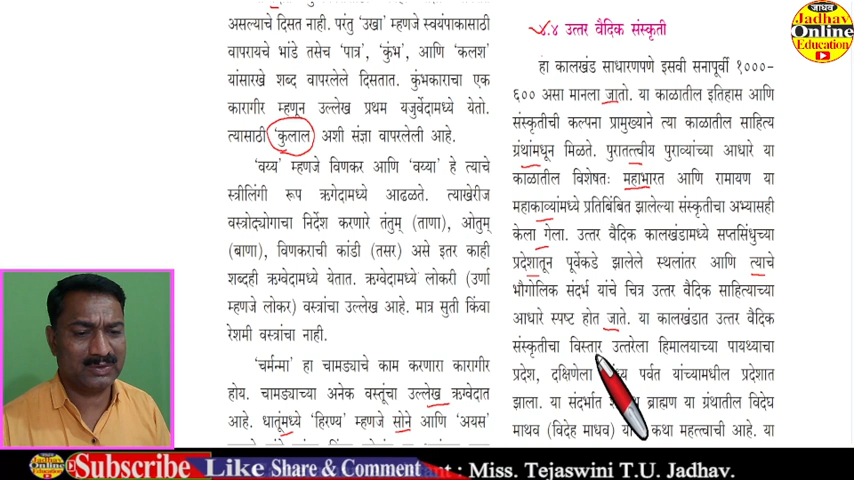 असल्याचे दिसत नाही. परंतु ‘उखा’ म्हणजे स्वयंपाकासाठी
वापरायचे भांडे तसेच ‘पात्र’, ‘कुंभ’, आणि ‘कलश’
यांसारखे शब्द वापरलेले दिसतात. कुंभकाराचा एक
कारागीर म्हणून उल्लेख प्रथम यजुर्वेदामध्ये येतो.
त्यासाठी ‘कुलाल’ अशी संज्ञा वापरलेली आहे.
‘वय्य’ म्हणजे विणकर आणि ‘वय्या’ हे त्याचे
स्त्रीलिंगी रूप ऋगेदामध्ये आढळते. त्याखेरीज
वस्त्रोद्योगाचा निर्देश करणारे तंतुम् (ताणा), ओतुम्
(बाणा), विणकराची कांडी (तसर) असे इतर काही
शब्दही ऋग्वेदामध्ये येतात. ऋग्वेदामध्ये लोकरी (उर्णा
म्हणजे लोकर) वस्त्रांचा उल्लेख आहे. मात्र सुती किंवा
रेशमी वस्त्रांचा नाही.
‘चर्मन्मा’ हा चामड्याचे काम करणारा कारागीर
होय. चामड्याच्या अनेक वस्तूंचा उल्लेख ऋग्वेदात
आहे. धातूंमध्ये ‘हिरण्य’ म्हणजे सोने आणि ‘अयस’
४.४ उत्तर वैदिक संस्कृती
हा कालखंड साधारणपणे इसवी सनापूर्वी १०००-
६०० असा मानला जातो. या काळातील इतिहास आणि
संस्कृतीची कल्पना प्रामुख्याने त्या काळातील साहित्य
ग्रंथांमधून मिळते. पुरातत्त्वीय पुराव्यांच्या आधारे या
काळातील विशेषतः महाभारत आणि रामायण या
महाकाव्यांमध्ये प्रतिबिंबित झालेल्या संस्कृतीचा अभ्यासही
केला गेला. उत्तर वैदिक कालखंडामध्ये सप्तसिंधुच्या
प्रदेशातून पूर्वेकडे झालेले स्थलांतर आणि त्याचे
भौगोलिक संदर्भ यांचे चित्र उत्तर वैदिक साहित्याच्या
आधारे स्पष्ट होत जाते. या कालखंडात उत्तर वैदिक
संस्कृतीचा विस्तार उत्तरेला हिमालयाच्या पायथ्याचा
प्रदेश, दक्षिणेला पर्वत यांच्यामधील प्रदेशात
झाला. या संदर्भात ब्राह्मण या ग्रंथातील विदेघ
माथव (विदेह माधव) कथा महत्त्वाची आहे. या
जाधव
Jadhav
Online
Education
Jadhav
Online
Education
Subscribe Like Share & Comment : Miss. Tejaswini T.U. Jadhav.